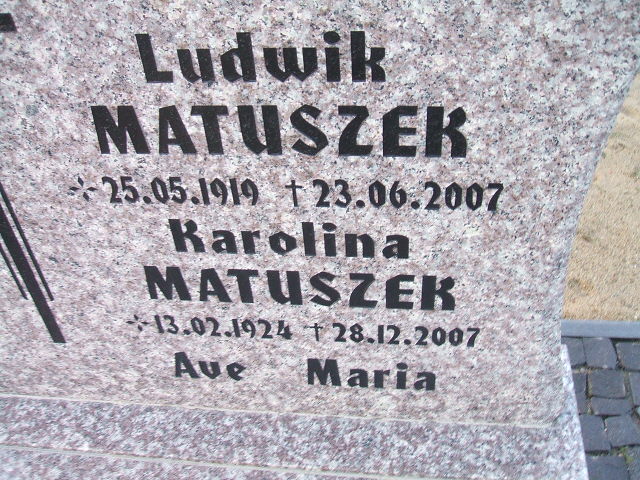 Ludwik
MATUSZEK
✲ 25.05.1919 † 23.06.2007
Karolina
MATUSZEK
✲ 13.02.1924 † 28.12.2007
Ave Maria